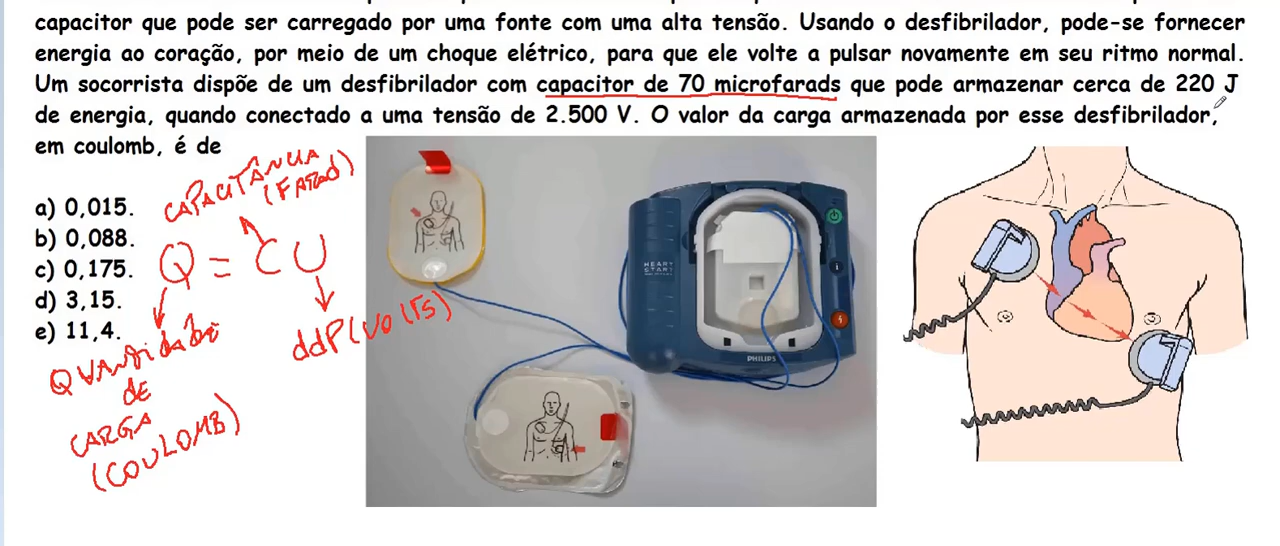 capacitor que pode ser carregado por uma fonte com uma alta tensão. Usando o desfibrilador, pode-se fornecer
energia ao coração, por meio de um choque elétrico, para que ele volte a pulsar novamente em seu ritmo normal.
Um socorrista dispõe de um desfibrilador com capacitor de 70 microfarads que pode armazenar cerca de 220 J
de energia, quando conectado a uma tensão de 2.500 V. O valor da carga armazenada por esse desfibrilador,
em coulomb, é de
a) 0,015.
b) 0,088.
c) 0,175.
d) 3,15.
e) 11,4.
CAPACITÂNCIA
(FARAD)
Q = C U
QUANTIDADE
DE
CARGA
(COULOMB)
ddP (VOLTS)
HEART
START
PHILIPS